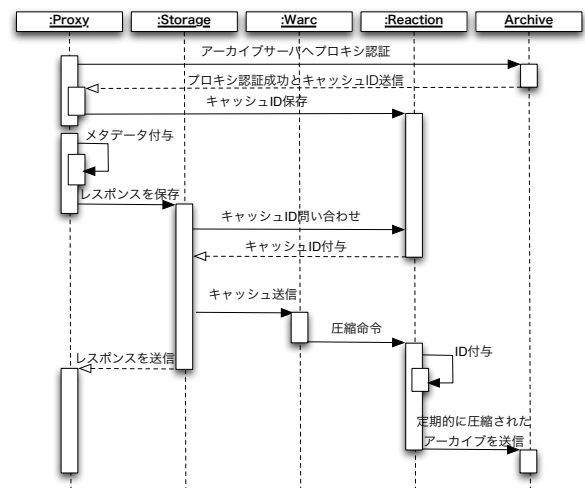 :Proxy
:Storage
:Warc
:Reaction
Archive
アーカイブサーバへプロキシ認証
プロキシ認証成功とキャッシュID送信
キャッシュID保存
メタデータ付与
レスポンスを保存
キャッシュID問い合わせ
キャッシュID付与
キャッシュ送信
圧縮命令
レスポンスを送信
ID付与
定期的に圧縮された
アーカイブを送信